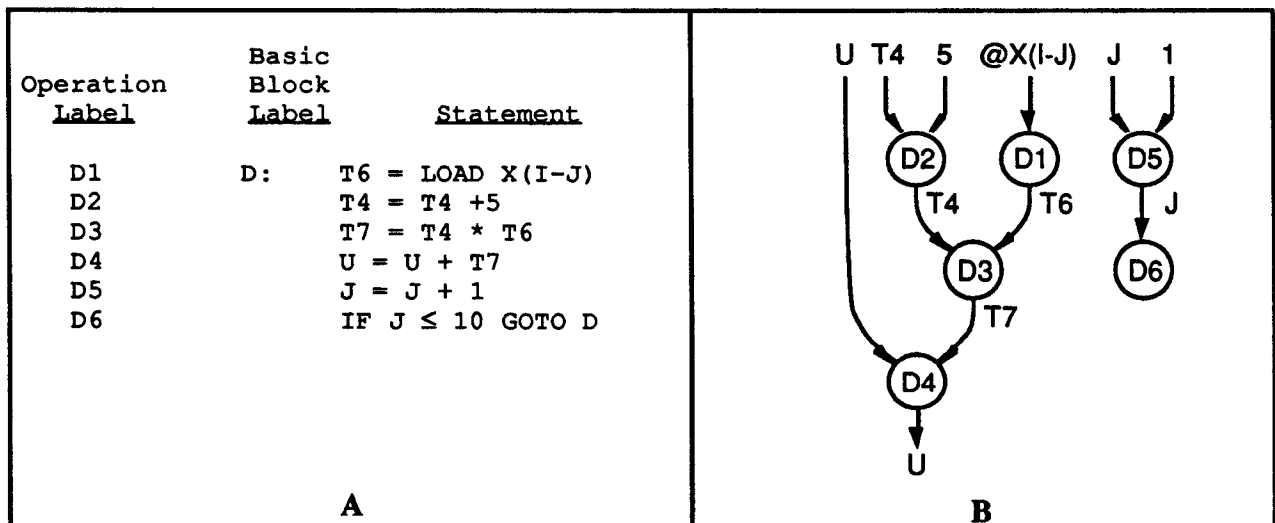 Operation Label
Basic Block Label
Statement
D1 D: T6 = LOAD X(I-J)
D2 T4 = T4 +5
D3 T7 = T4 * T6
D4 U = U + T7
D5 J = J + 1
D6 IF J ≤ 10 GOTO D
A
U T4 5 @X(I-J) J 1
D2 D1 D5
T4 T6 J
D3 D6
T7
D4
U
B